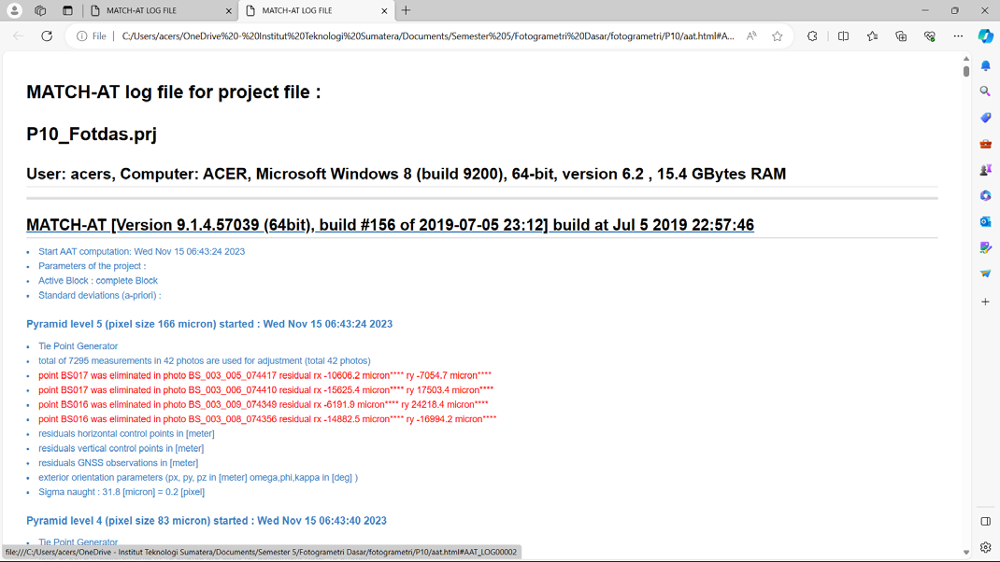 MATCH-AT LOG FILE
MATCH-AT LOG FILE
File
C:/Users/acers/OneDrive%20-%20Institut%20Teknologi%20Sumatera/Documents/Semester%205/Fotogrametri%20Dasar/fotogrametri/P10/aat.html#A...
MATCH-AT log file for project file :
P10_Fotdas.prj
User: acers, Computer: ACER, Microsoft Windows 8 (build 9200), 64-bit, version 6.2 , 15.4 GBytes RAM
MATCH-AT [Version 9.1.4.57039 (64bit), build #156 of 2019-07-05 23:12] build at Jul 5 2019 22:57:46
• Start AAT computation: Wed Nov 15 06:43:24 2023
• Parameters of the project :
• Active Block : complete Block
• Standard deviations (a-priori) :
Pyramid level 5 (pixel size 166 micron) started : Wed Nov 15 06:43:24 2023
• Tie Point Generator
• total of 7295 measurements in 42 photos are used for adjustment (total 42 photos)
• point BS017 was eliminated in photo BS_003_005_074417 residual rx -10606.2 micron**** ry -7054.7 micron****
• point BS017 was eliminated in photo BS_003_006_074410 residual rx -15625.4 micron**** ry 17503.4 micron****
• point BS016 was eliminated in photo BS_003_009_074349 residual rx -6191.9 micron**** ry 24218.4 micron****
• point BS016 was eliminated in photo BS_003_008_074356 residual rx -14882.5 micron**** ry -16994.2 micron****
• residuals horizontal control points in [meter]
• residuals vertical control points in [meter]
• residuals GNSS observations in [meter]
• exterior orientation parameters (px, py, pz in [meter] omega,phi,kappa in [deg] )
• Sigma naught : 31.8 [micron] = 0.2 [pixel]
Pyramid level 4 (pixel size 83 micron) started : Wed Nov 15 06:43:40 2023
• Tie Point Generator
file:///C:/Users/acers/OneDrive - Institut Teknologi Sumatera/Documents/Semester 5/Fotogrametri Dasar/fotogrametri/P10/aat.html#AAT_LOG00002